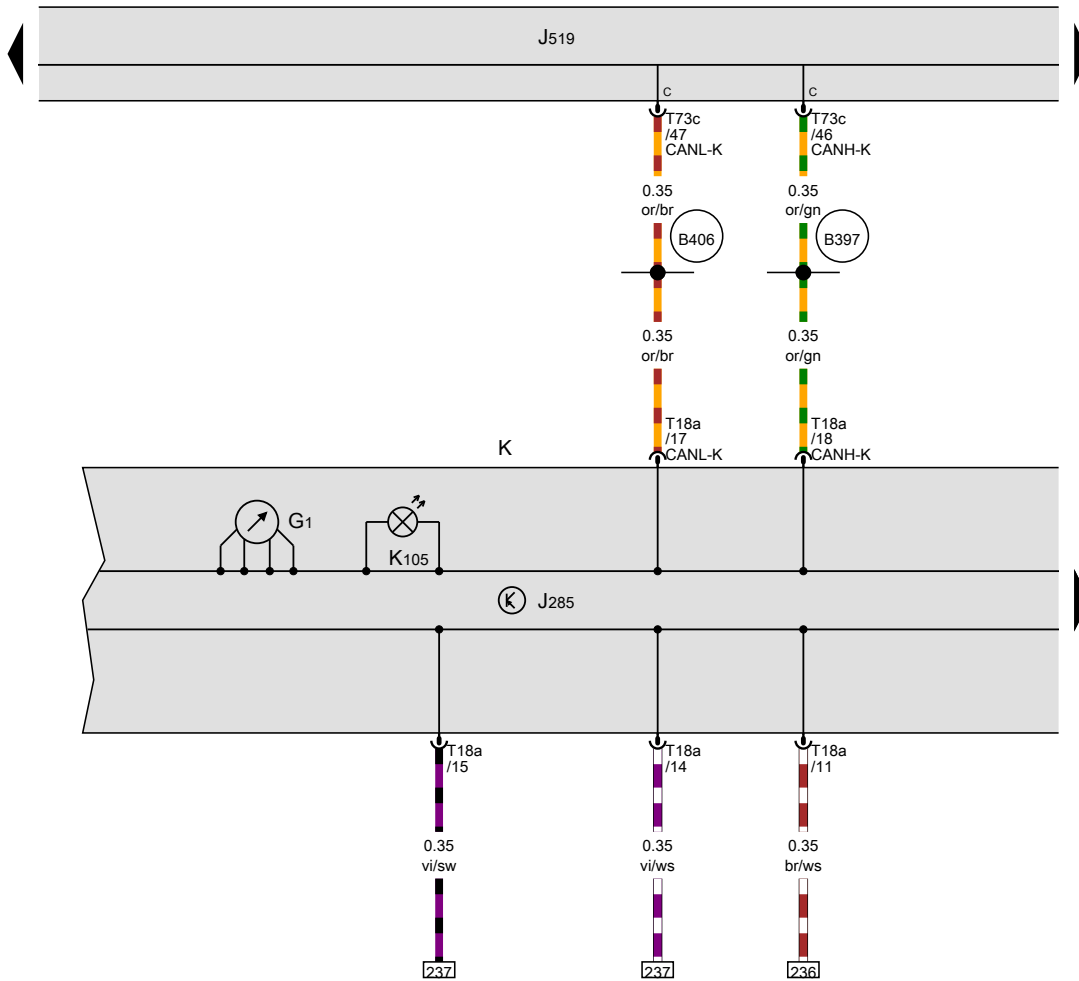 J519
c
c
T73c
/47
CANL-K
T73c
/46
CANH-K
0.35
or/br
0.35
or/gn
B406
B397
0.35
or/br
0.35
or/gn
T18a
/17
CANL-K
T18a
/18
CANH-K
K
G1
K105
J285
T18a
/15
T18a
/14
T18a
/11
0.35
vi/sw
0.35
vi/ws
0.35
br/ws
237
237
236